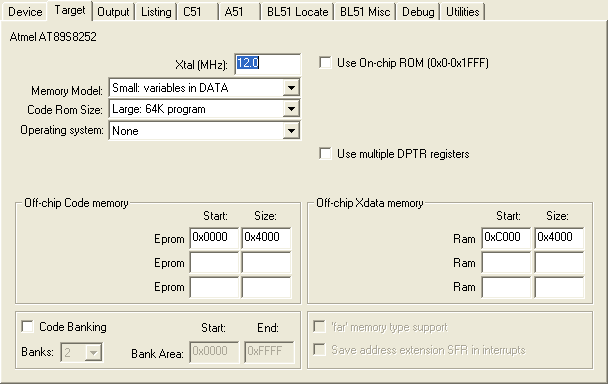 Device Target Output Listing C51 A51 BL51 Locate BL51 Misc Debug Utilities
Atmel AT89S8252
Xtal (MHz): 12.0 Use On-chip ROM (0x0-0x1FFF)
Memory Model: Small: variables in DATA
Code Rom Size: Large: 64K program
Operating system: None
Use multiple DPTR registers
Off-chip Code memory
Start: Size:
Eprom 0x0000 0x4000
Eprom
Eprom
Off-chip Xdata memory
Start: Size:
Ram 0xC000 0x4000
Ram
Ram
Code Banking Start: End:
Banks: 2 Bank Area: 0x0000 0xFFFF
'far' memory type support
Save address extension SFR in interrupts